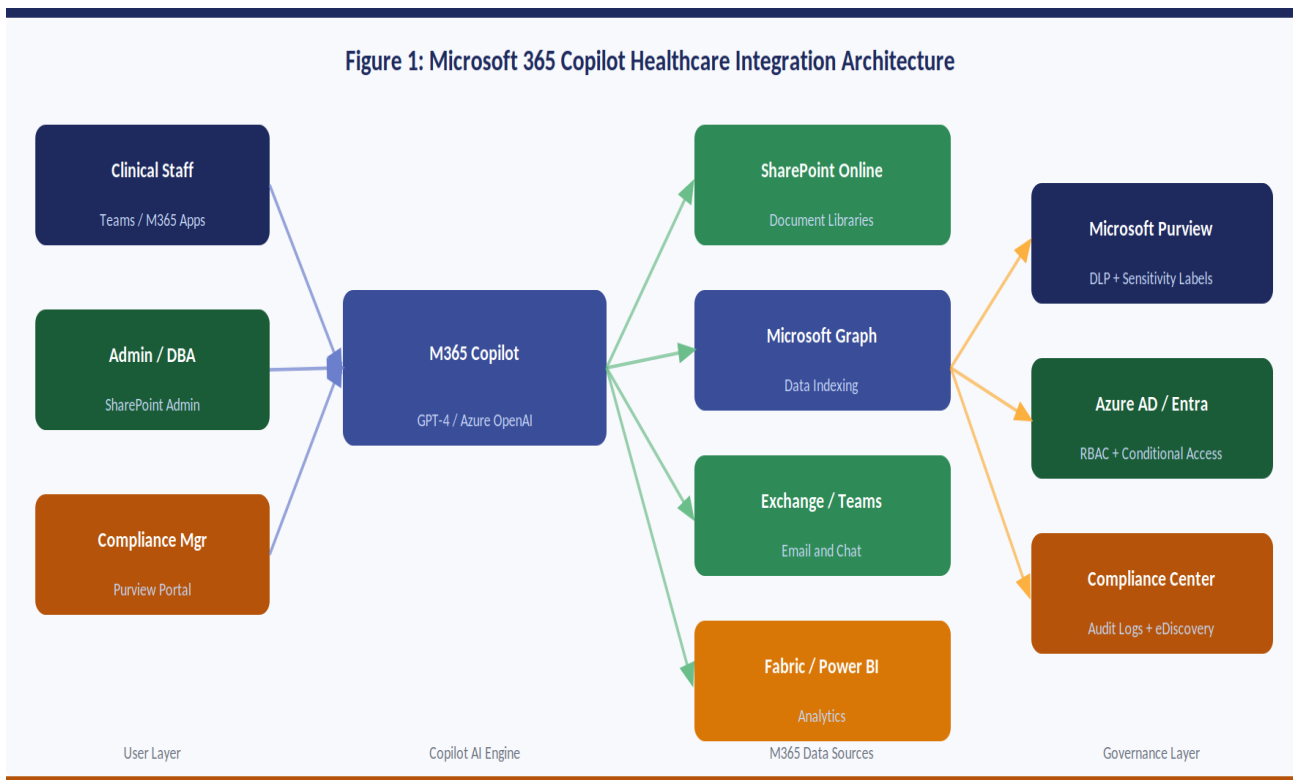 Figure 1: Microsoft 365 Copilot Healthcare Integration Architecture
Clinical Staff
Teams / M365 Apps
Admin / DBA
SharePoint Admin
Compliance Mgr
Purview Portal
M365 Copilot
GPT-4 / Azure OpenAI
SharePoint Online
Document Libraries
Microsoft Graph
Data Indexing
Exchange / Teams
Email and Chat
Fabric / Power BI
Analytics
Microsoft Purview
DLP + Sensitivity Labels
Azure AD / Entra
RBAC + Conditional Access
Compliance Center
Audit Logs + eDiscovery
User Layer
Copilot AI Engine
M365 Data Sources
Governance Layer